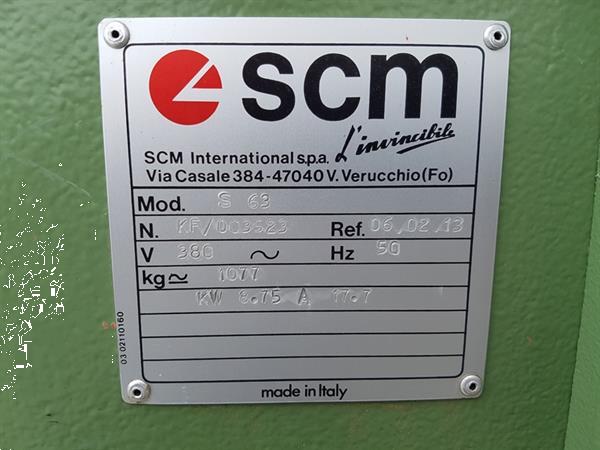 scm
L'invincibile
SCM International s.p.a.
Via Casale 384-47040 V. Verucchio (Fo)
Mod. S 63
N. KF/003623 Ref. 06.02.13
V 380 ~ Hz 50
kg ≃ 1077
KW 8.75 A 17.7
03 02110160
made in Italy